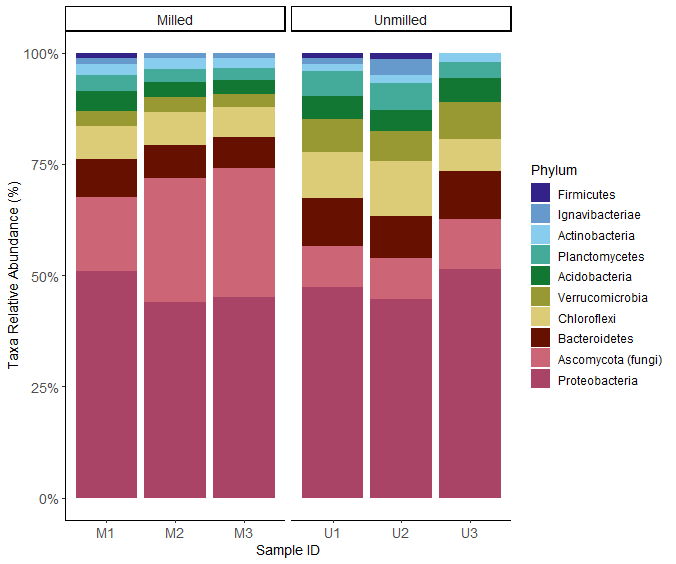 Milled
Unmilled
100%
75%
50%
25%
0%
Taxa Relative Abundance (%)
M1
M2
M3
U1
U2
U3
Sample ID
Phylum
Firmicutes
Ignavibacteriae
Actinobacteria
Planctomycetes
Acidobacteria
Verrucomicrobia
Chloroflexi
Bacteroidetes
Ascomycota (fungi)
Proteobacteria